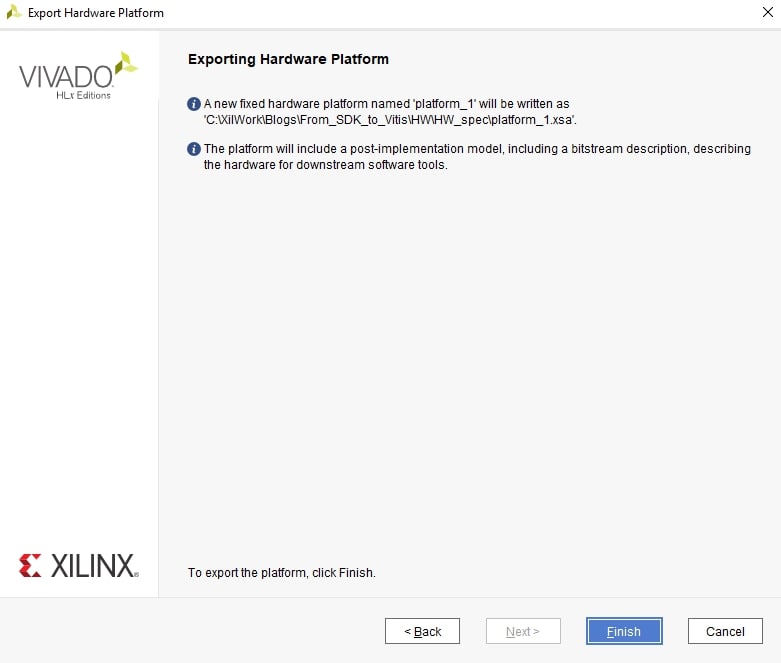 Export Hardware Platform
VIVADO.
HLx Editions
Exporting Hardware Platform
A new fixed hardware platform named 'platform_1' will be written as
'C:\XilWork\Blogs\From_SDK_to_Vitis\HW\HW_spec\platform_1.xsa'.
The platform will include a post-implementation model, including a bitstream description, describing
the hardware for downstream software tools.
XILINX®
To export the platform, click Finish.
< Back
Next >
Finish
Cancel